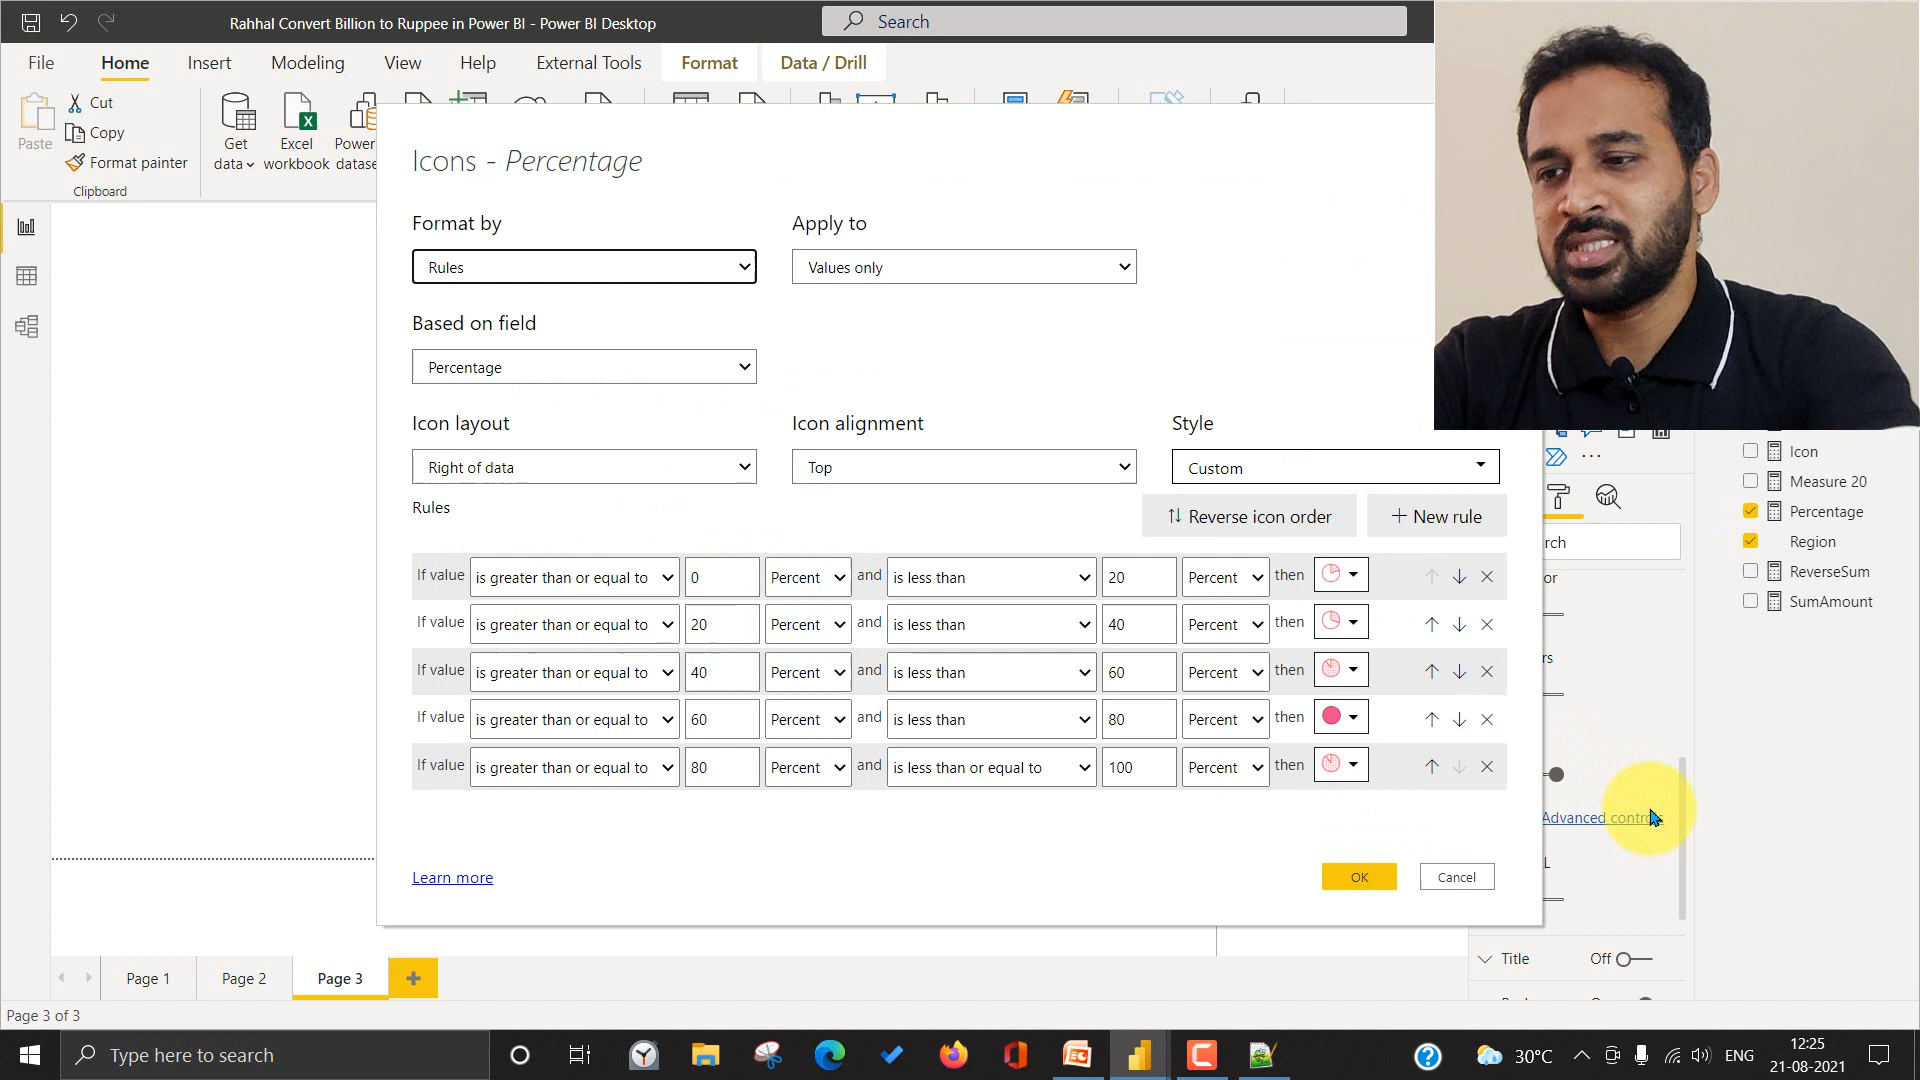 Rahhal Convert Billion to Ruppee in Power BI - Power BI Desktop
Search
File Home Insert Modeling View Help External Tools Format Data / Drill
Paste
Cut
Copy
Format painter
Clipboard
Get data
Excel workbook
Power datase
Icons - Percentage
Format by
Rules
Apply to
Values only
Based on field
Percentage
Icon layout
Right of data
Icon alignment
Top
Style
Custom
Rules
Reverse icon order
New rule
If value is greater than or equal to 0 Percent and is less than 20 Percent then
If value is greater than or equal to 20 Percent and is less than 40 Percent then
If value is greater than or equal to 40 Percent and is less than 60 Percent then
If value is greater than or equal to 60 Percent and is less than 80 Percent then
If value is greater than or equal to 80 Percent and is less than or equal to 100 Percent then
Learn more
OK
Cancel
rch
or
rs
Advanced controls
L
Title Off
Icon
Measure 20
Percentage
Region
ReverseSum
SumAmount
Page 1 Page 2 Page 3
Page 3 of 3
Type here to search
30°C
ENG
12:25
21-08-2021